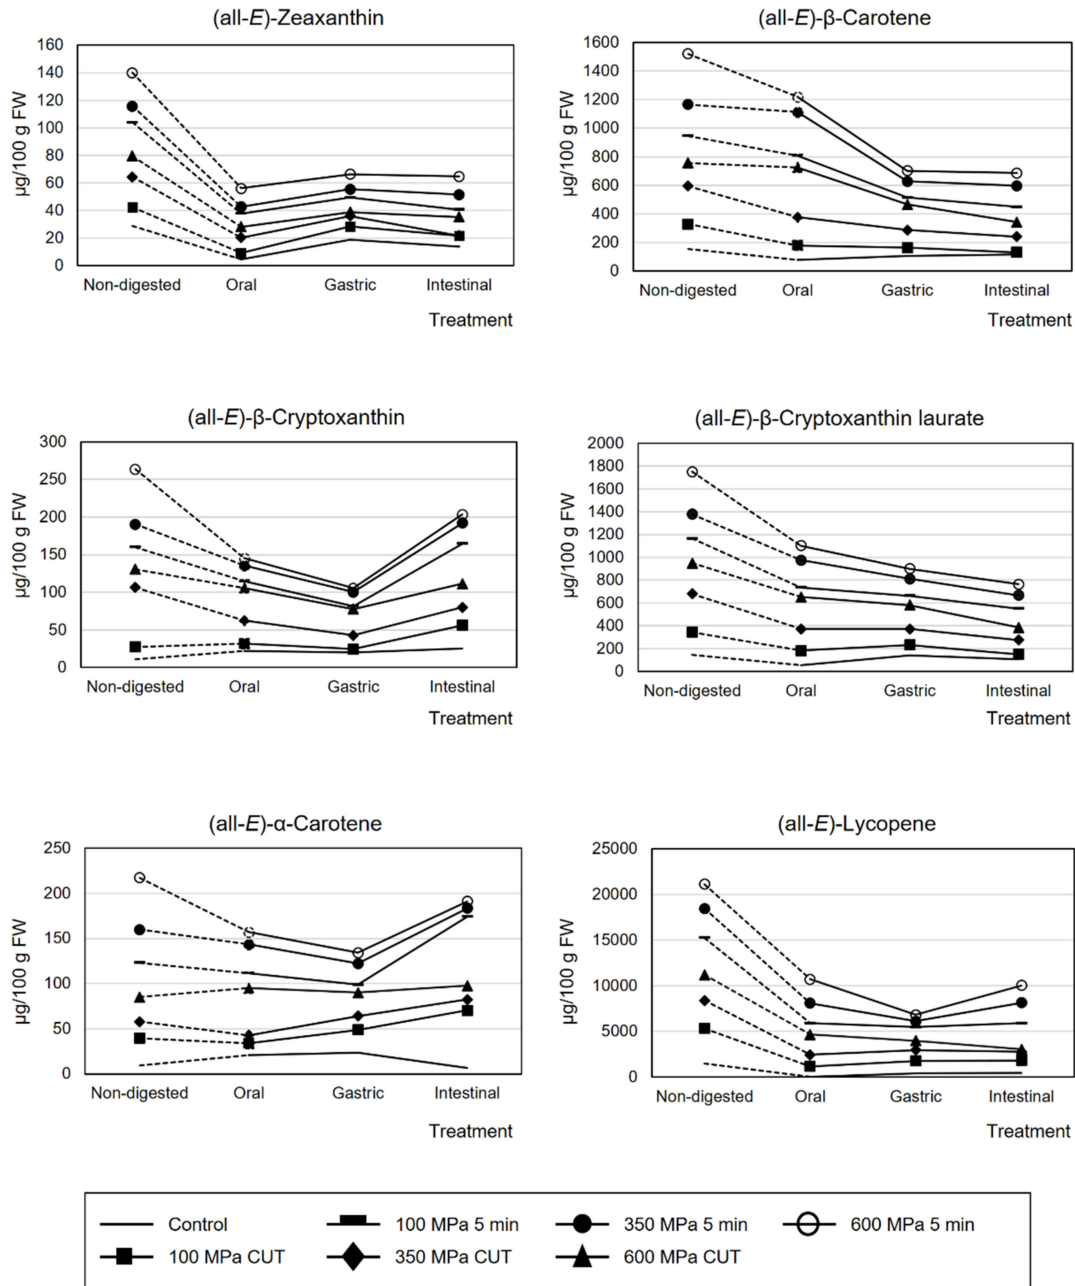 (all-E)-Zeaxanthin
µg/100 g FW
160
140
120
100
80
60
40
20
0
Non-digested Oral Gastric Intestinal
Treatment
(all-E)-β-Carotene
µg/100 g FW
1600
1400
1200
1000
800
600
400
200
0
Non-digested Oral Gastric Intestinal
Treatment
(all-E)-β-Cryptoxanthin
µg/100 g FW
300
250
200
150
100
50
0
Non-digested Oral Gastric Intestinal
Treatment
(all-E)-β-Cryptoxanthin laurate
µg/100 g FW
2000
1800
1600
1400
1200
1000
800
600
400
200
0
Non-digested Oral Gastric Intestinal
Treatment
(all-E)-α-Carotene
µg/100 g FW
250
200
150
100
50
0
Non-digested Oral Gastric Intestinal
Treatment
(all-E)-Lycopene
µg/100 g FW
25000
20000
15000
10000
5000
0
Non-digested Oral Gastric Intestinal
Treatment
Control 100 MPa 5 min 350 MPa 5 min 600 MPa 5 min
100 MPa CUT 350 MPa CUT 600 MPa CUT